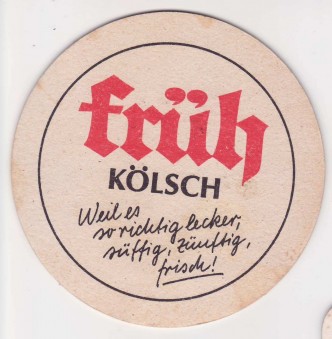 früh
KÖLSCH
Weil es
so richtig lecker,
süffig, zünftig,
frisch!